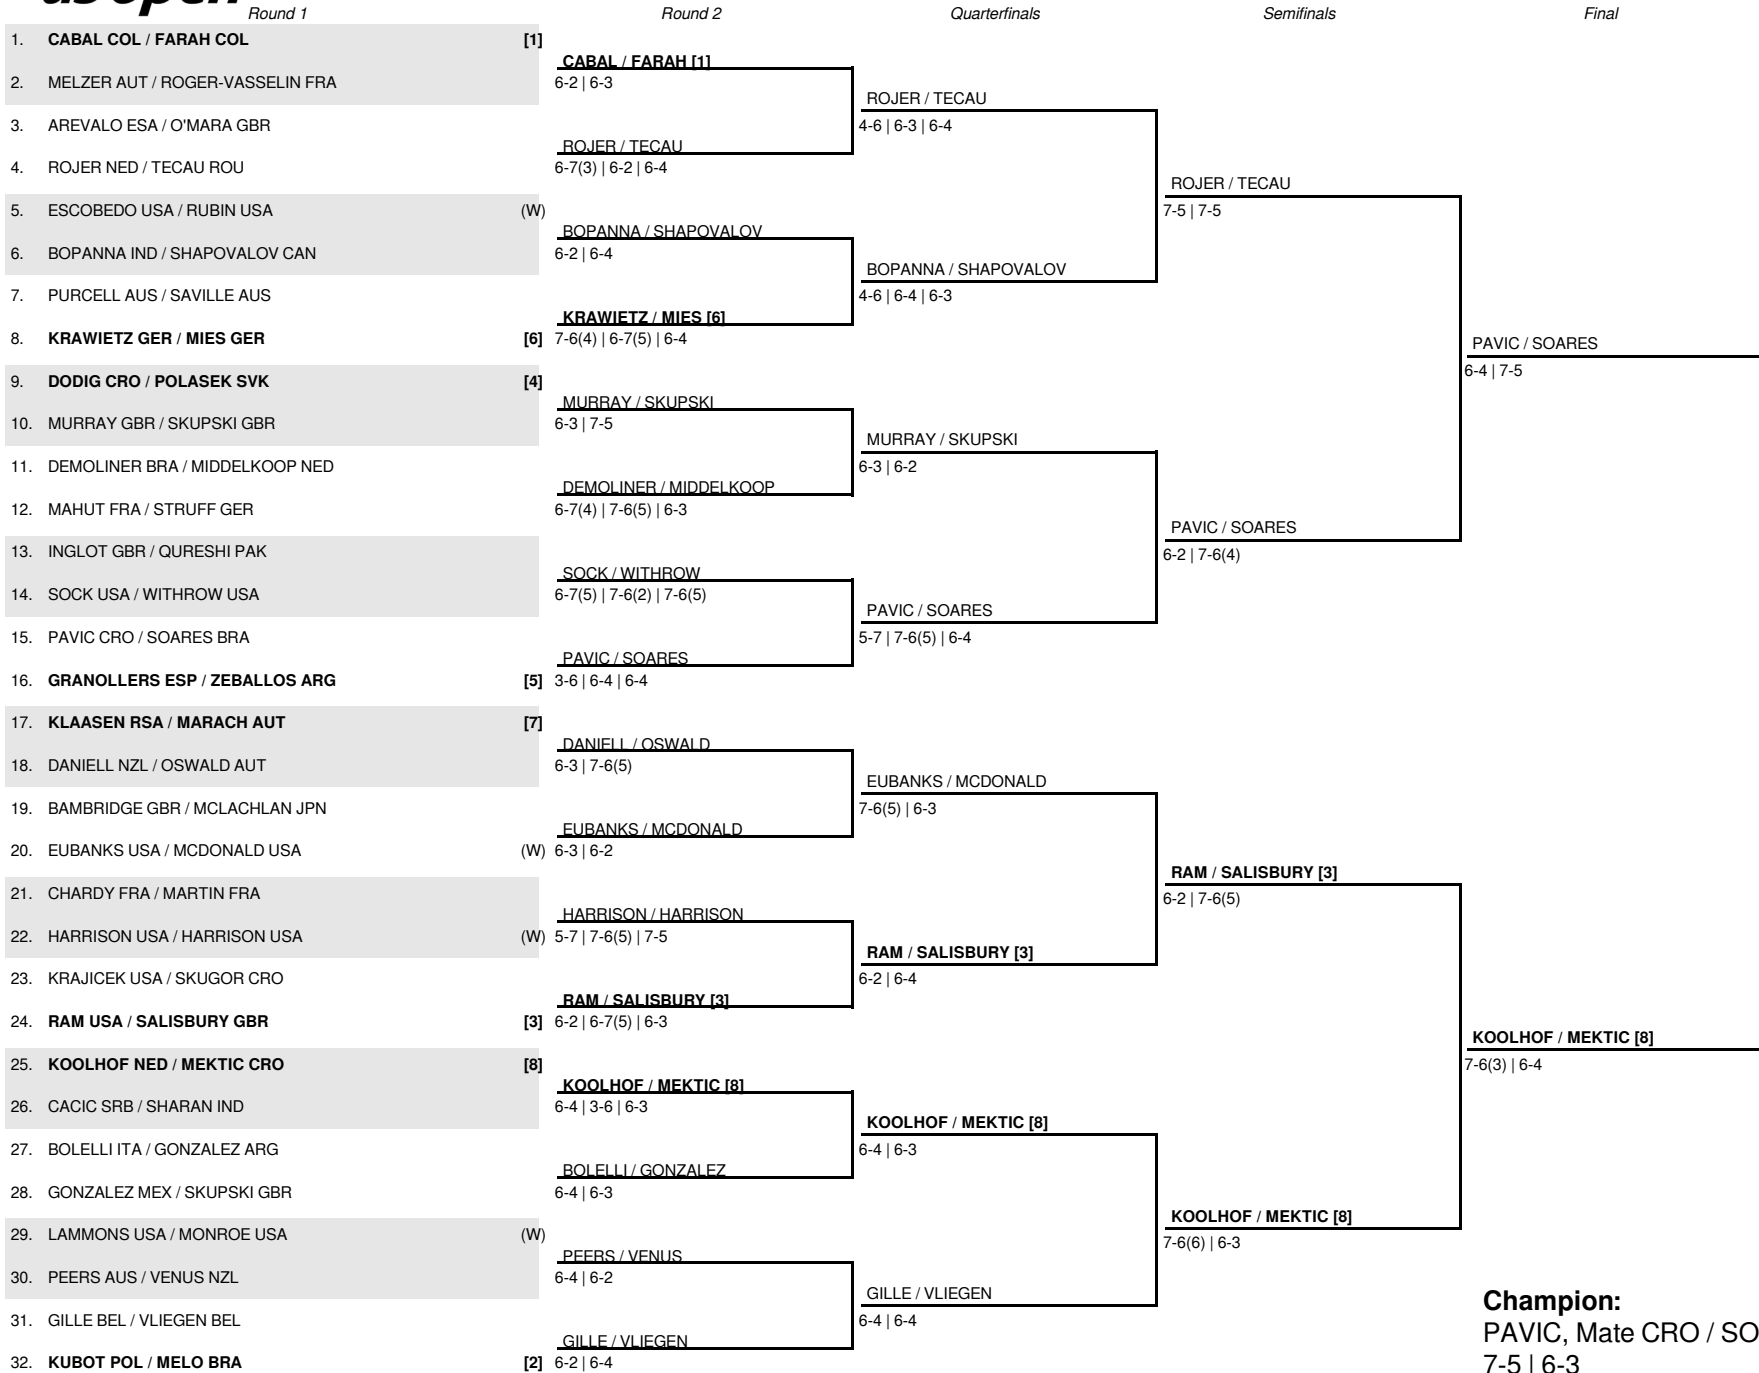 us open
Round 1 Round 2 Quarterfinals Semifinals Final
1. CABAL COL / FARAH COL [1]
CABAL / FARAH [1]
2. MELZER AUT / ROGER-VASSELIN FRA 6-2 | 6-3
ROJER / TECAU
3. AREVALO ESA / O'MARA GBR 4-6 | 6-3 | 6-4
ROJER / TECAU
4. ROJER NED / TECAU ROU 6-7(3) | 6-2 | 6-4
ROJER / TECAU
5. ESCOBEDO USA / RUBIN USA (W) 7-5 | 7-5
BOPANNA / SHAPOVALOV
6. BOPANNA IND / SHAPOVALOV CAN 6-2 | 6-4
BOPANNA / SHAPOVALOV
7. PURCELL AUS / SAVILLE AUS 4-6 | 6-4 | 6-3
KRAWIETZ / MIES [6]
8. KRAWIETZ GER / MIES GER [6] 7-6(4) | 6-7(5) | 6-4
PAVIC / SOARES
6-4 | 7-5
9. DODIG CRO / POLASEK SVK [4]
MURRAY / SKUPSKI
10. MURRAY GBR / SKUPSKI GBR 6-3 | 7-5
MURRAY / SKUPSKI
11. DEMOLINER BRA / MIDDELKOOP NED 6-3 | 6-2
DEMOLINER / MIDDELKOOP
12. MAHUT FRA / STRUFF GER 6-7(4) | 7-6(5) | 6-3
PAVIC / SOARES
13. INGLOT GBR / QURESHI PAK 6-2 | 7-6(4)
SOCK / WITHROW
14. SOCK USA / WITHROW USA 6-7(5) | 7-6(2) | 7-6(5)
PAVIC / SOARES
15. PAVIC CRO / SOARES BRA 5-7 | 7-6(5) | 6-4
PAVIC / SOARES
16. GRANOLLERS ESP / ZEBALLOS ARG [5] 3-6 | 6-4 | 6-4
17. KLAASEN RSA / MARACH AUT [7]
DANIELL / OSWALD
18. DANIELL NZL / OSWALD AUT 6-3 | 7-6(5)
EUBANKS / MCDONALD
19. BAMBRIDGE GBR / MCLACHLAN JPN 7-6(5) | 6-3
EUBANKS / MCDONALD
20. EUBANKS USA / MCDONALD USA (W) 6-3 | 6-2
RAM / SALISBURY [3]
21. CHARDY FRA / MARTIN FRA 6-2 | 7-6(5)
HARRISON / HARRISON
22. HARRISON USA / HARRISON USA (W) 5-7 | 7-6(5) | 7-5
RAM / SALISBURY [3]
23. KRAJICEK USA / SKUGOR CRO 6-2 | 6-4
RAM / SALISBURY [3]
24. RAM USA / SALISBURY GBR [3] 6-2 | 6-7(5) | 6-3
KOOLHOF / MEKTIC [8]
25. KOOLHOF NED / MEKTIC CRO [8] 7-6(3) | 6-4
KOOLHOF / MEKTIC [8]
26. CACIC SRB / SHARAN IND 6-4 | 3-6 | 6-3
KOOLHOF / MEKTIC [8]
27. BOLELLI ITA / GONZALEZ ARG 6-4 | 6-3
BOLELLI / GONZALEZ
28. GONZALEZ MEX / SKUPSKI GBR 6-4 | 6-3
KOOLHOF / MEKTIC [8]
29. LAMMONS USA / MONROE USA (W) 7-6(6) | 6-3
PEERS / VENUS
30. PEERS AUS / VENUS NZL 6-4 | 6-2
GILLE / VLIEGEN
31. GILLE BEL / VLIEGEN BEL 6-4 | 6-4
GILLE / VLIEGEN
32. KUBOT POL / MELO BRA [2] 6-2 | 6-4
Champion:
PAVIC, Mate CRO / SO
7-5 | 6-3